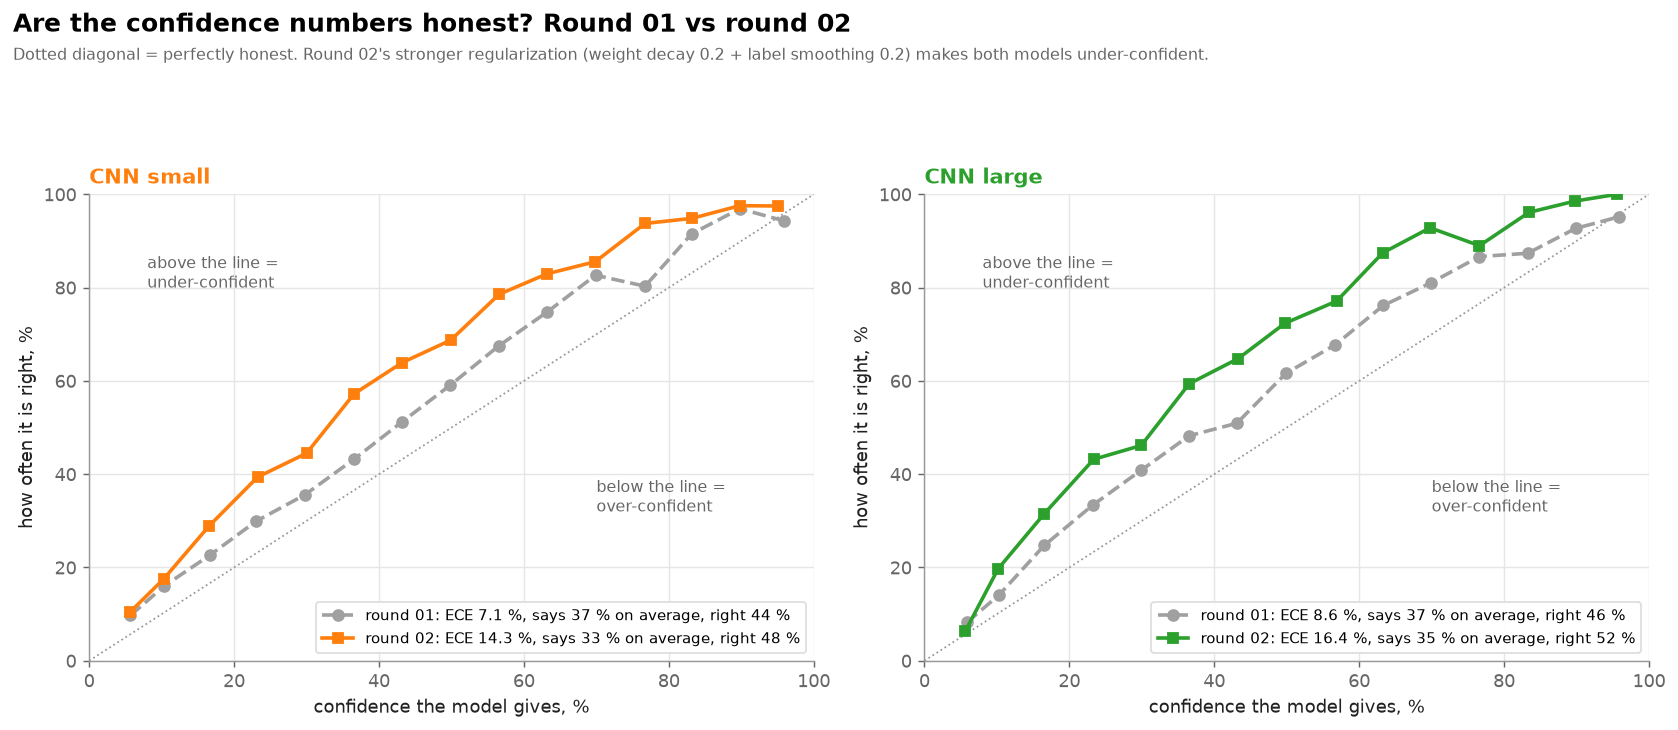 Are the confidence numbers honest? Round 01 vs round 02
Dotted diagonal = perfectly honest. Round 02's stronger regularization (weight decay 0.2 + label smoothing 0.2) makes both models under-confident.
CNN small
100
80
60
40
20
0
how often it is right, %
above the line =
under-confident
below the line =
over-confident
round 01: ECE 7.1 %, says 37 % on average, right 44 %
round 02: ECE 14.3 %, says 33 % on average, right 48 %
0 20 40 60 80 100
confidence the model gives, %
CNN large
100
80
60
40
20
0
how often it is right, %
above the line =
under-confident
below the line =
over-confident
round 01: ECE 8.6 %, says 37 % on average, right 46 %
round 02: ECE 16.4 %, says 35 % on average, right 52 %
0 20 40 60 80 100
confidence the model gives, %